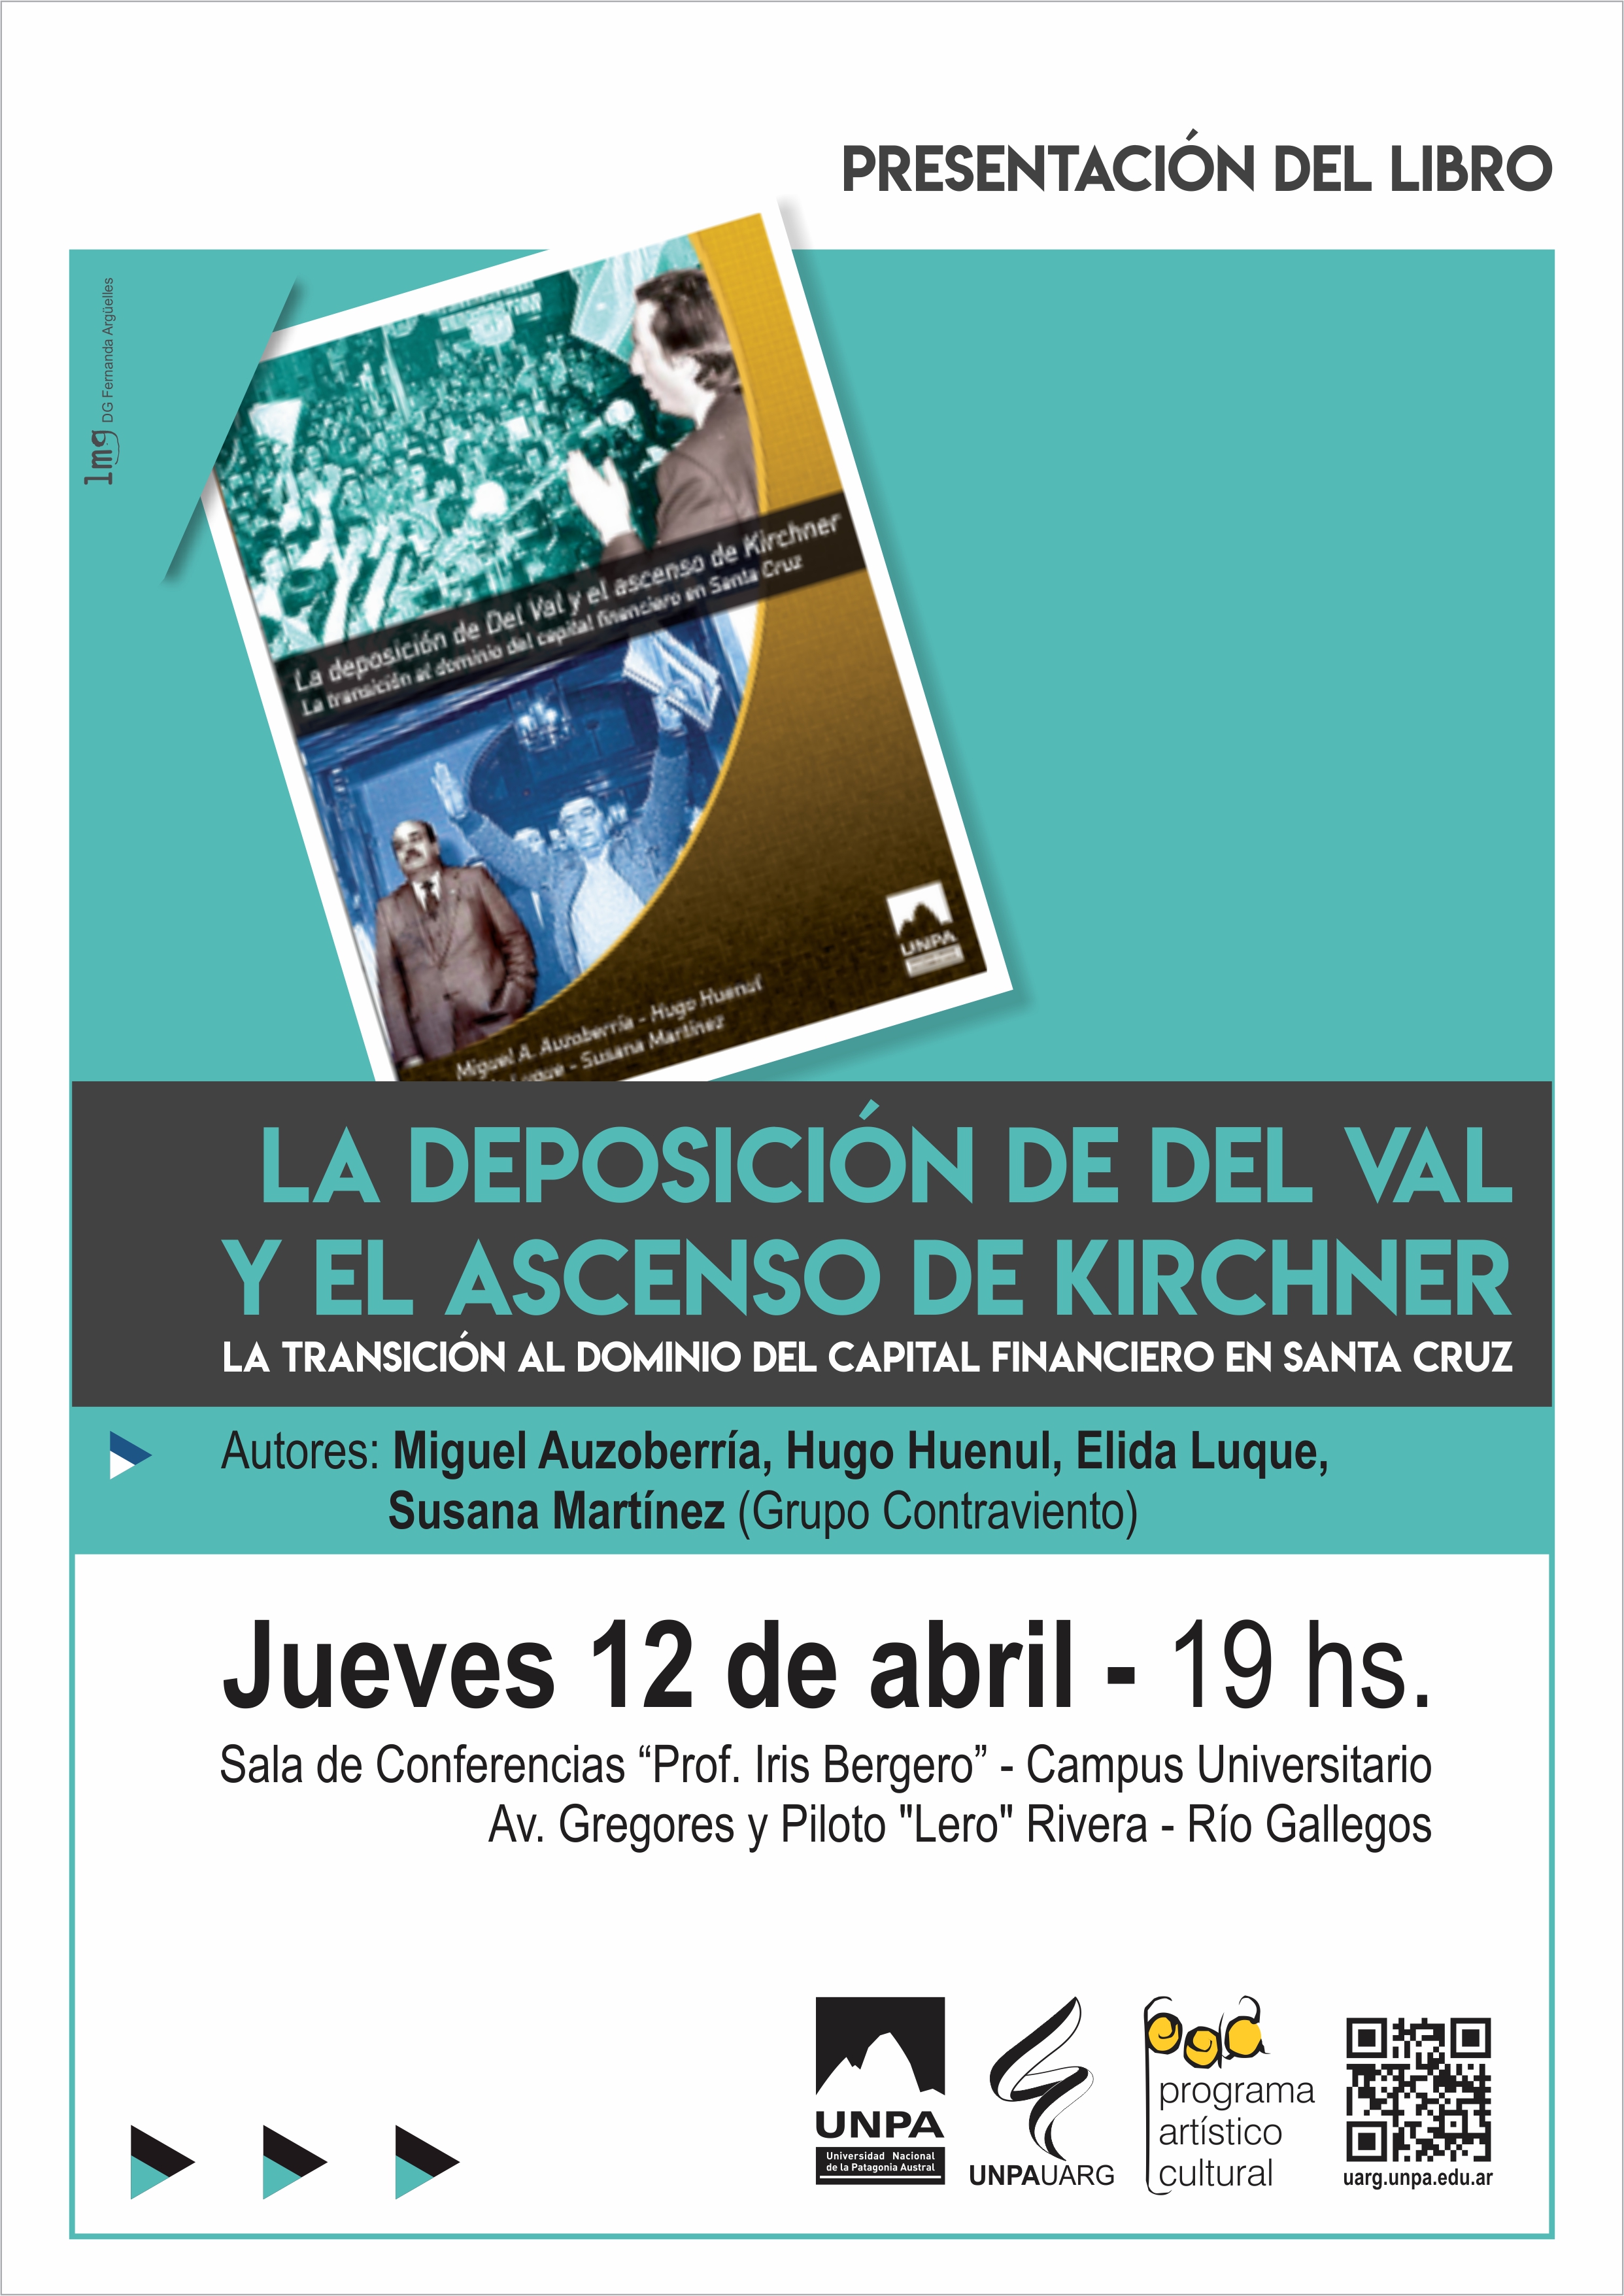 PRESENTACIÓN DEL LIBRO
lmg DG Fernanda Argüelles
La deposición de Del Val y el ascenso de Kirchner
La transición al dominio del capital financiero en Santa Cruz
UNPA
Miguel A. Auzoberría - Hugo Huenul
Luque - Susana Martínez
LA DEPOSICIÓN DE DEL VAL
Y EL ASCENSO DE KIRCHNER
LA TRANSICIÓN AL DOMINIO DEL CAPITAL FINANCIERO EN SANTA CRUZ
Autores: Miguel Auzoberría, Hugo Huenul, Elida Luque,
Susana Martínez (Grupo Contraviento)
Jueves 12 de abril - 19 hs.
Sala de Conferencias “Prof. Iris Bergero” - Campus Universitario
Av. Gregores y Piloto "Lero" Rivera - Río Gallegos
UNPA
Universidad Nacional
de la Patagonia Austral
UNPAUARG
pac
programa
artístico
cultural
uarg.unpa.edu.ar